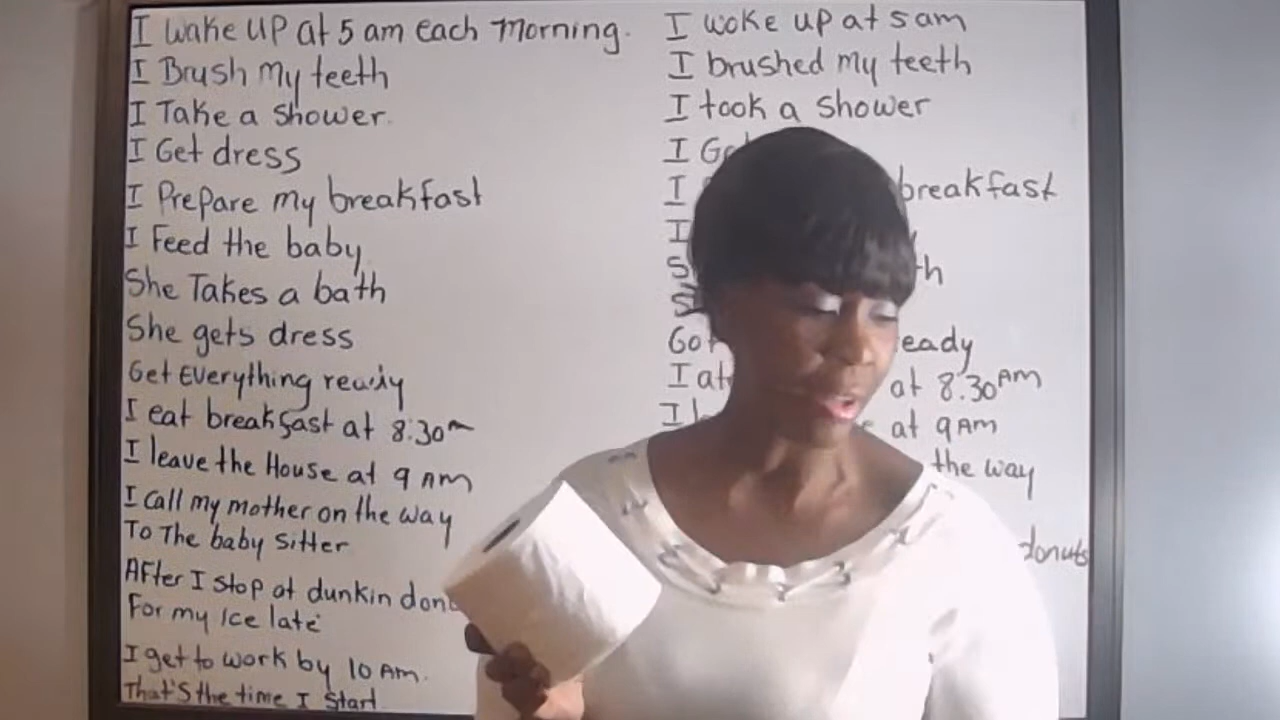 I wake up at 5 am each morning.
I Brush my teeth
I Take a shower.
I Get dress
I Prepare my breakfast
I Feed the baby
She Takes a bath
She gets dress
Get Everything ready
I eat breakfast at 8:30
I leave the House at 9 AM
I call my mother on the way
To The baby sitter
After I stop at dunkin
For my Ice late
I get to work by 10 AM.
That's the time I start
I woke up at 5 am
I brushed my teeth
I took a shower
I
I breakfast
I
at 8:30 AM
I at 9 AM
the way
donuts